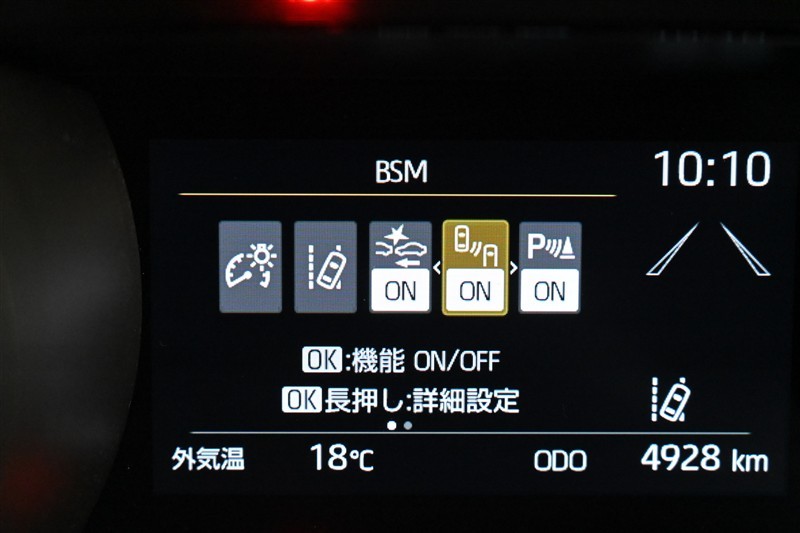 BSM
10:10
ON ON P ON
OK:機能 ON/OFF
OK長押し:詳細設定
外気温 18℃ ODO 4928 km